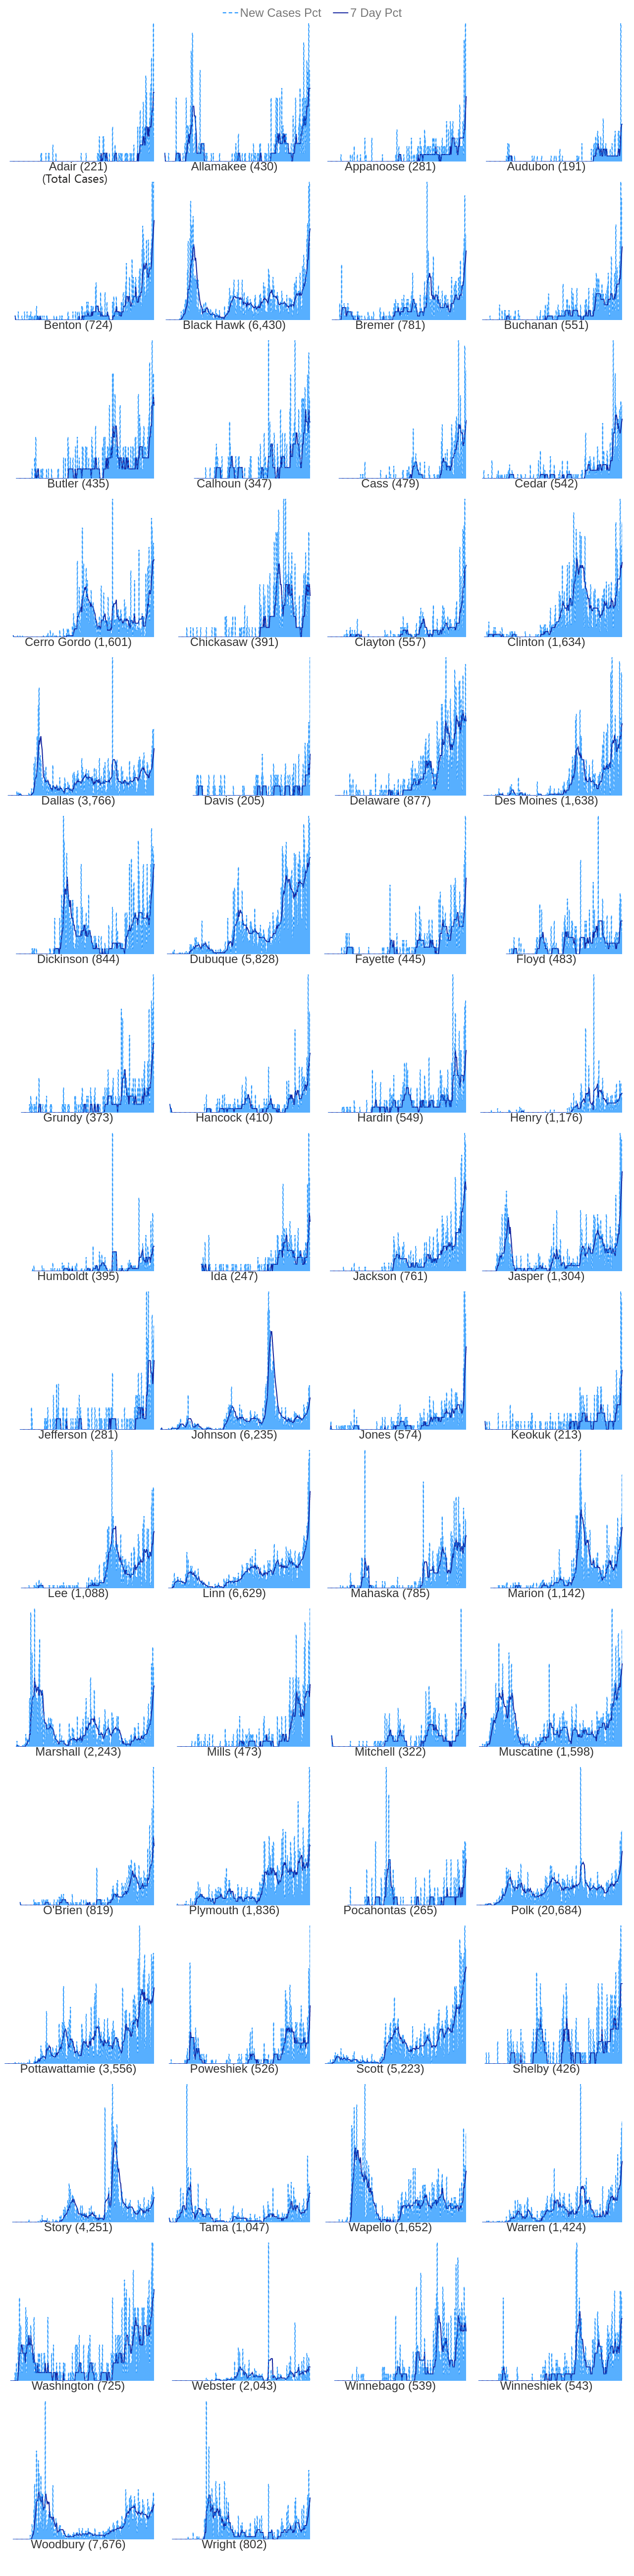 New Cases Pct 7 Day Pct
Adair (221) Allamakee (430) Appanoose (281) Audubon (191)
(Total Cases)
Benton (724) Black Hawk (6,430) Bremer (781) Buchanan (551)
Butler (435) Calhoun (347) Cass (479) Cedar (542)
Cerro Gordo (1,601) Chickasaw (391) Clayton (557) Clinton (1,634)
Dallas (3,766) Davis (205) Delaware (877) Des Moines (1,638)
Dickinson (844) Dubuque (5,828) Fayette (445) Floyd (483)
Grundy (373) Hancock (410) Hardin (549) Henry (1,176)
Humboldt (395) Ida (247) Jackson (761) Jasper (1,304)
Jefferson (281) Johnson (6,235) Jones (574) Keokuk (213)
Lee (1,088) Linn (6,629) Mahaska (785) Marion (1,142)
Marshall (2,243) Mills (473) Mitchell (322) Muscatine (1,598)
O'Brien (819) Plymouth (1,836) Pocahontas (265) Polk (20,684)
Pottawattamie (3,556) Poweshiek (526) Scott (5,223) Shelby (426)
Story (4,251) Tama (1,047) Wapello (1,652) Warren (1,424)
Washington (725) Webster (2,043) Winnebago (539) Winneshiek (543)
Woodbury (7,676) Wright (802)